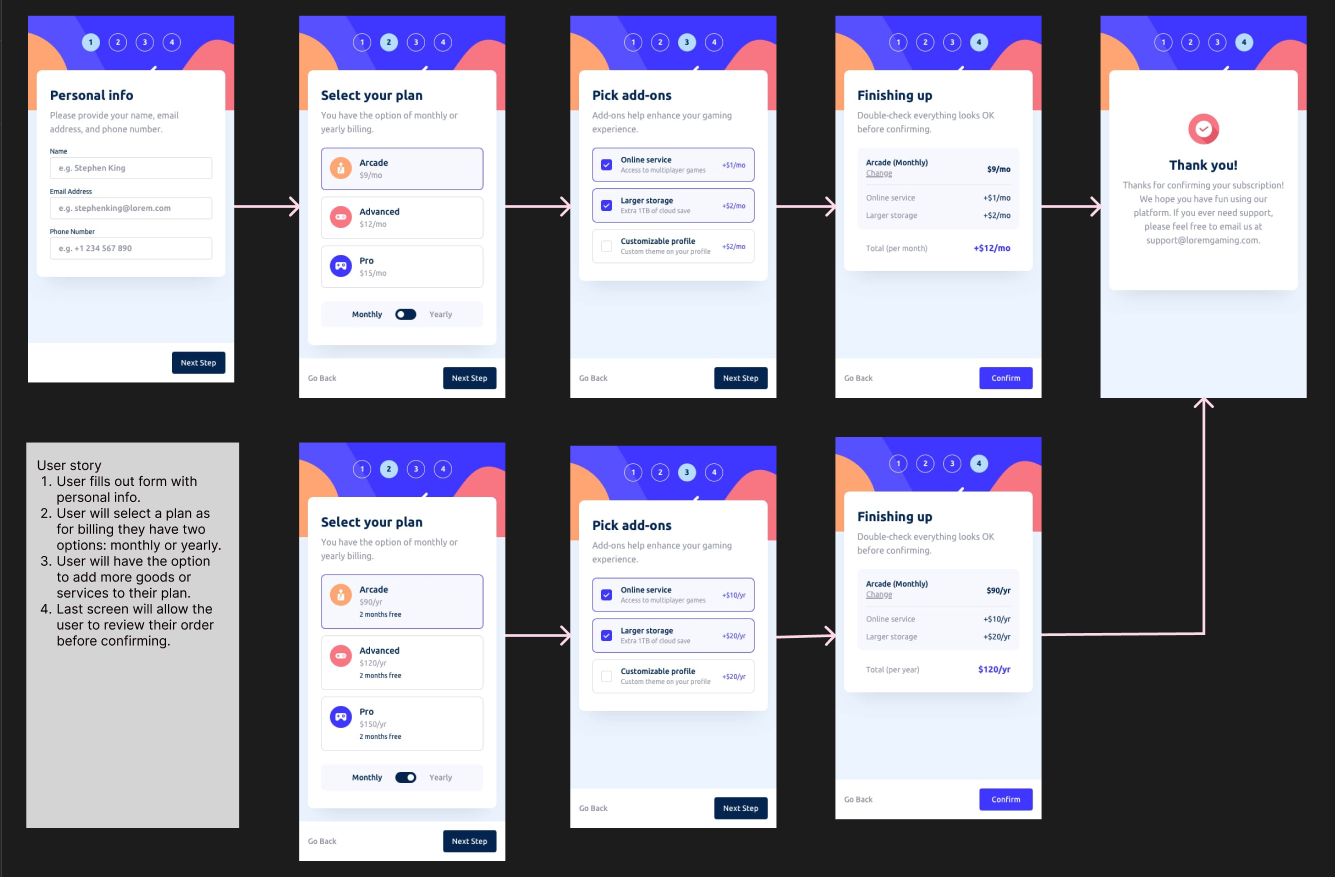 1 2 3 4
Personal info
Please provide your name, email
address, and phone number.
Name
e.g. Stephen King
Email Address
e.g. stephenking@lorem.com
Phone Number
e.g. +1 234 567 890
Next Step
1 2 3 4
Select your plan
You have the option of monthly or
yearly billing.
Arcade
$9/mo
Advanced
$12/mo
Pro
$15/mo
Monthly Yearly
Go Back Next Step
1 2 3 4
Pick add-ons
Add-ons help enhance your gaming
experience.
Online service
Access to multiplayer games
+$1/mo
Larger storage
Extra 1TB of cloud save
+$2/mo
Customizable profile
Custom theme on your profile
+$2/mo
Go Back Next Step
1 2 3 4
Finishing up
Double-check everything looks OK
before confirming.
Arcade (Monthly)
Change
$9/mo
Online service +$1/mo
Larger storage +$2/mo
Total (per month) +$12/mo
Go Back Confirm
1 2 3 4
Thank you!
Thanks for confirming your subscription!
We hope you have fun using our
platform. If you ever need support,
please feel free to email us at
support@loremgaming.com.
User story
1. User fills out form with
personal info.
2. User will select a plan as
for billing they have two
options: monthly or yearly.
3. User will have the option
to add more goods or
services to their plan.
4. Last screen will allow the
user to review their order
before confirming.
1 2 3 4
Select your plan
You have the option of monthly or
yearly billing.
Arcade
$90/yr
2 months free
Advanced
$120/yr
2 months free
Pro
$150/yr
2 months free
Monthly Yearly
Go Back Next Step
1 2 3 4
Pick add-ons
Add-ons help enhance your gaming
experience.
Online service
Access to multiplayer games
+$10/yr
Larger storage
Extra 1TB of cloud save
+$20/yr
Customizable profile
Custom theme on your profile
+$20/yr
Go Back Next Step
1 2 3 4
Finishing up
Double-check everything looks OK
before confirming.
Arcade (Monthly)
Change
$90/yr
Online service +$10/yr
Larger storage +$20/yr
Total (per year) $120/yr
Go Back Confirm